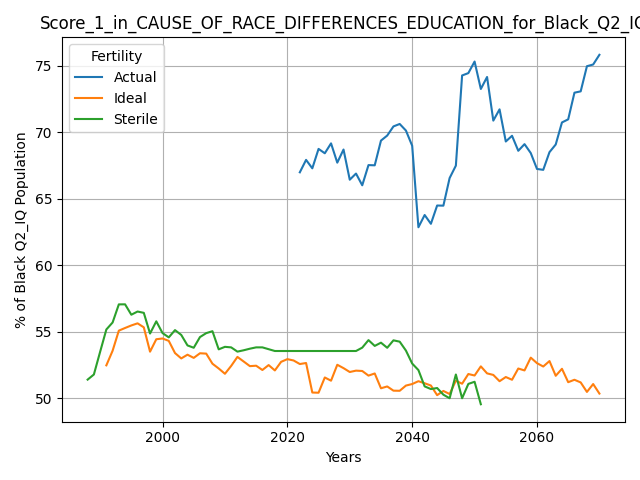 Score_1_in_CAUSE_OF_RACE_DIFFERENCES_EDUCATION_for_Black_Q2_IQ
Fertility
Actual
Ideal
Sterile
% of Black Q2_IQ Population
75
70
65
60
55
50
2000 2020 2040 2060
Years